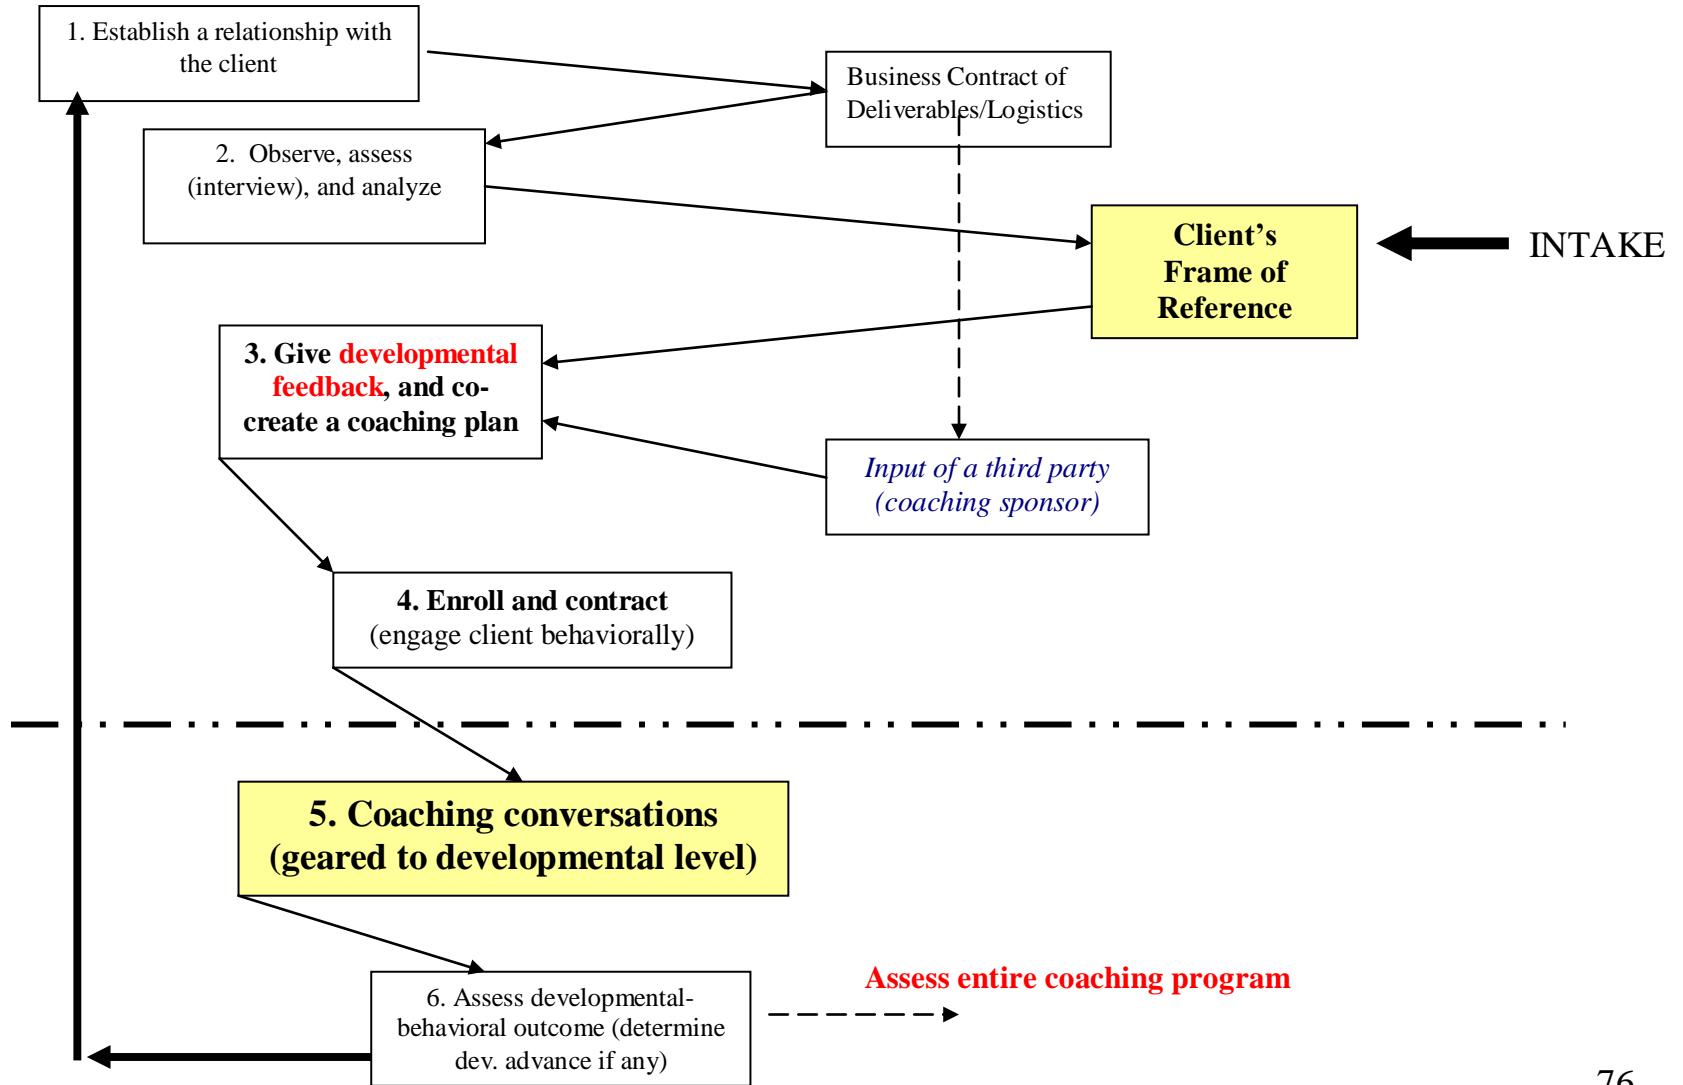 1. Establish a relationship with
the client
Business Contract of
Deliverables/Logistics
2. Observe, assess
(interview), and analyze
Client’s
Frame of
Reference
INTAKE
3. Give developmental
feedback, and co-
create a coaching plan
Input of a third party
(coaching sponsor)
4. Enroll and contract
(engage client behaviorally)
5. Coaching conversations
(geared to developmental level)
Assess entire coaching program
6. Assess developmental-
behavioral outcome (determine
dev. advance if any)
76